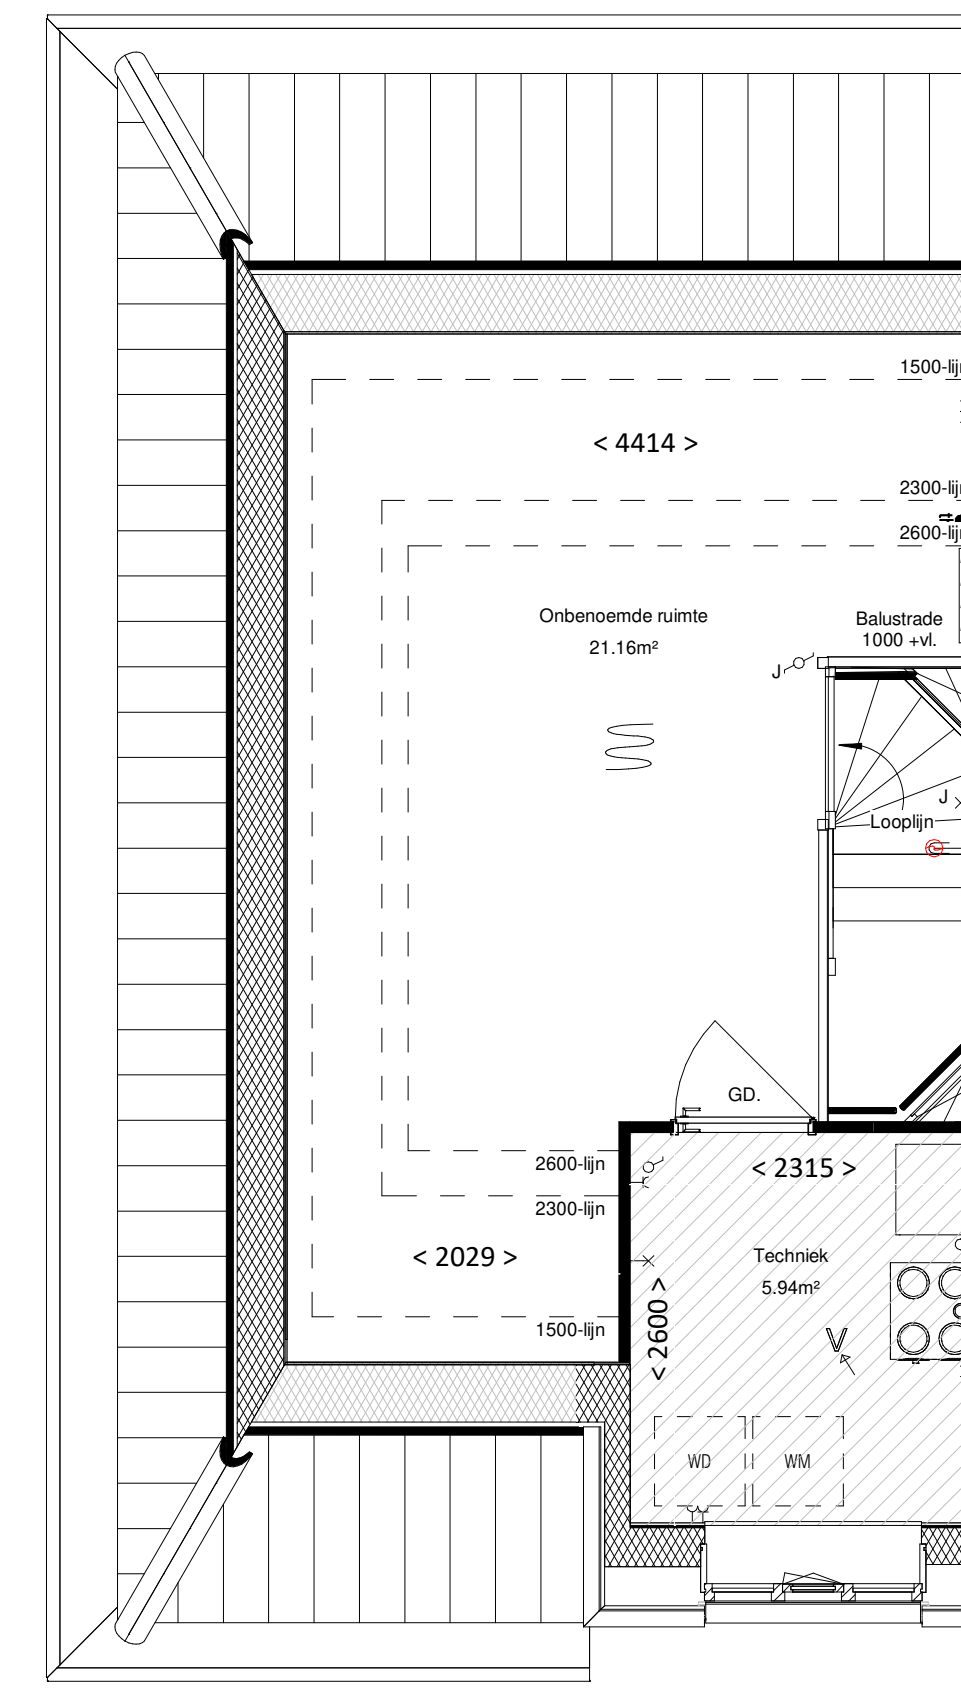 1500-lijn
< 4414 >
2300-lijn
2600-lijn
Onbenoemde ruimte
21.16m²
Balustrade
1000 +vl.
J
J
Looplijn
GD.
2600-lijn
< 2315 >
2300-lijn
< 2029 >
Techniek
5.94m²
< 2600 >
1500-lijn
V
WD
WM